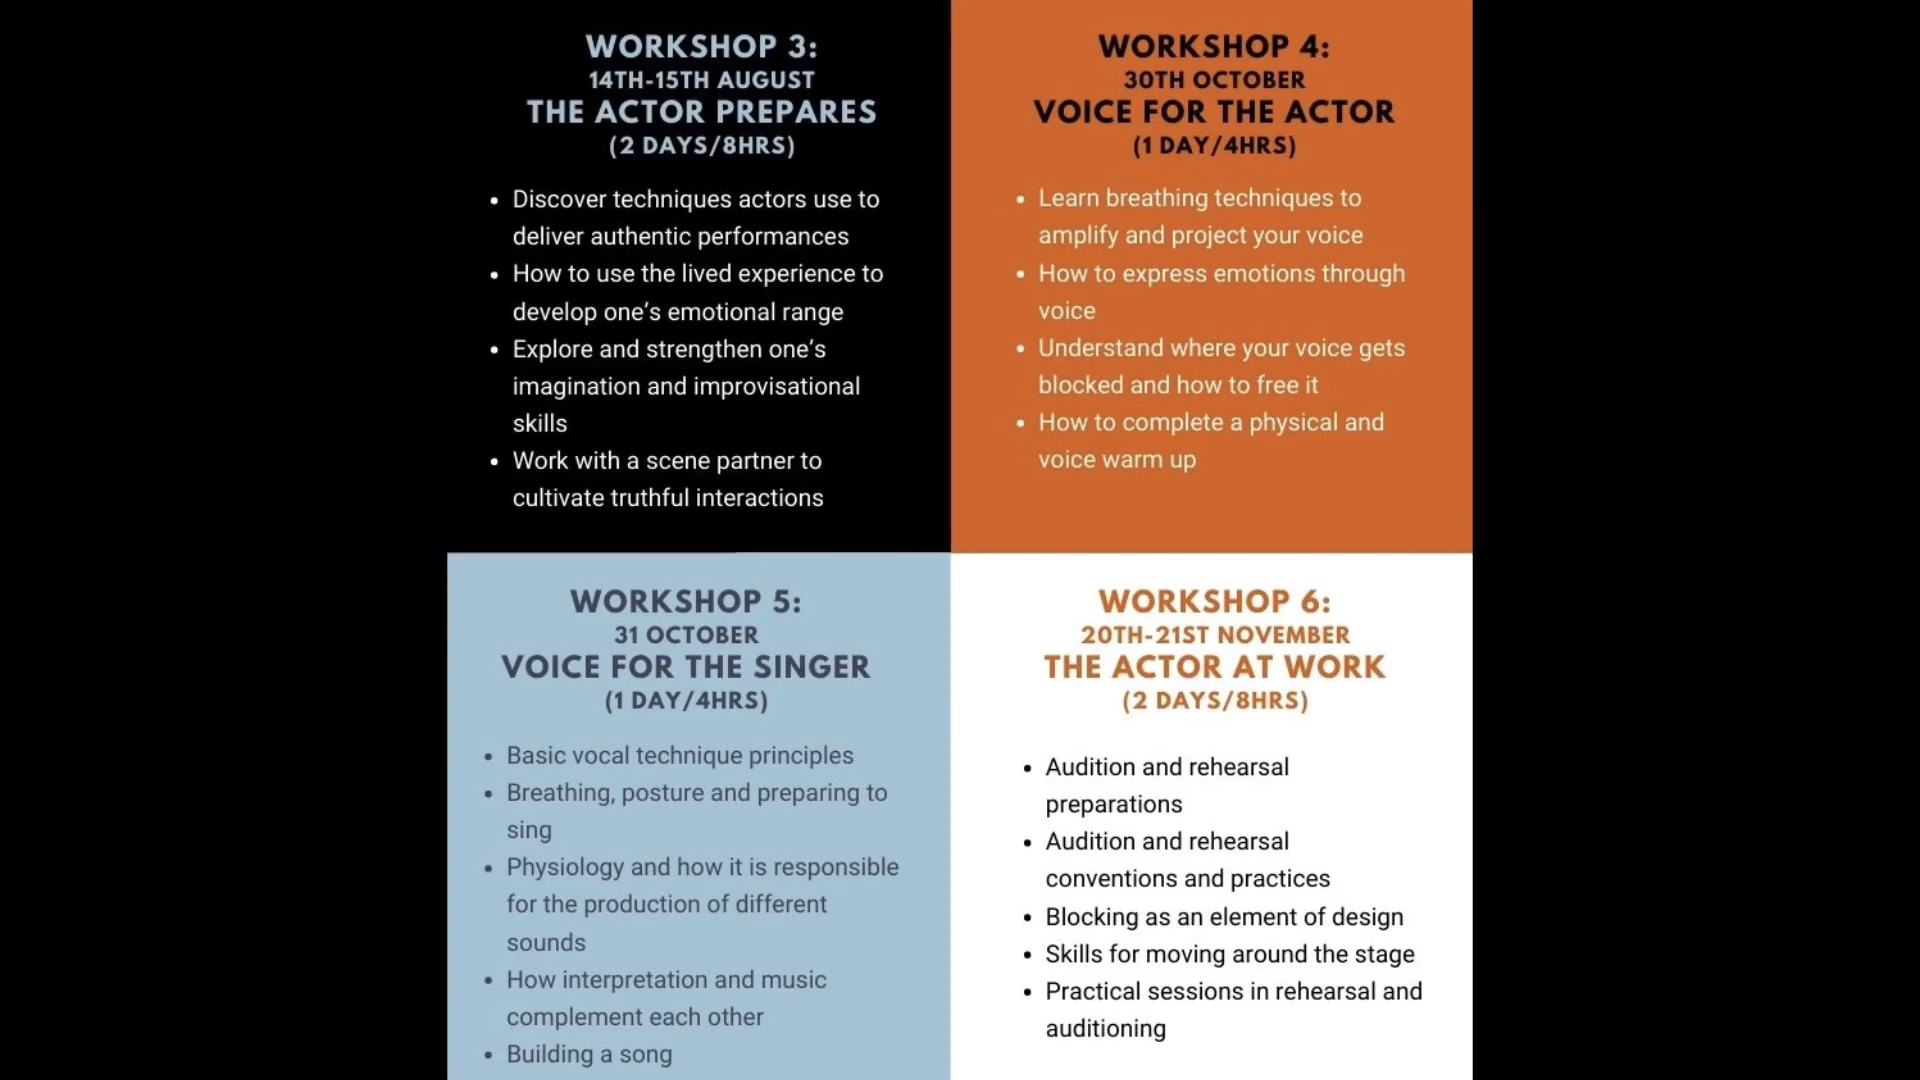 WORKSHOP 3:
14TH-15TH AUGUST
THE ACTOR PREPARES
(2 DAYS/8HRS)
• Discover techniques actors use to
deliver authentic performances
• How to use the lived experience to
develop one’s emotional range
• Explore and strengthen one’s
imagination and improvisational
skills
• Work with a scene partner to
cultivate truthful interactions
WORKSHOP 4:
30TH OCTOBER
VOICE FOR THE ACTOR
(1 DAY/4HRS)
• Learn breathing techniques to
amplify and project your voice
• How to express emotions through
voice
• Understand where your voice gets
blocked and how to free it
• How to complete a physical and
voice warm up
WORKSHOP 5:
31 OCTOBER
VOICE FOR THE SINGER
(1 DAY/4HRS)
• Basic vocal technique principles
• Breathing, posture and preparing to
sing
• Physiology and how it is responsible
for the production of different
sounds
• How interpretation and music
complement each other
• Building a song
WORKSHOP 6:
20TH-21ST NOVEMBER
THE ACTOR AT WORK
(2 DAYS/8HRS)
• Audition and rehearsal
preparations
• Audition and rehearsal
conventions and practices
• Blocking as an element of design
• Skills for moving around the stage
• Practical sessions in rehearsal and
auditioning